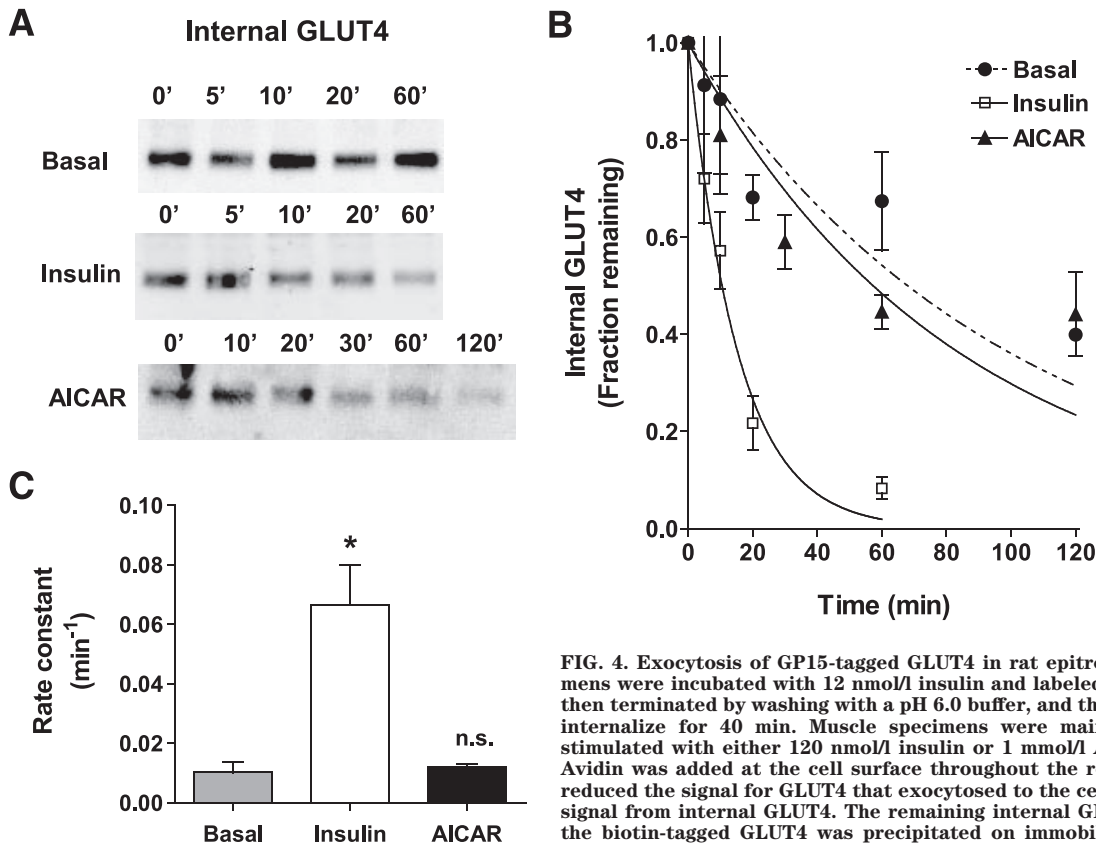 A
Internal GLUT4
0' 5' 10' 20' 60'
Basal
0' 5' 10' 20' 60'
Insulin
0' 10' 20' 30' 60' 120'
AICAR
B
1.0
0.8
0.6
0.4
0.2
0.0
Internal GLUT4
(Fraction remaining)
0 20 40 60 80 100 120
Time (min)
Basal
Insulin
AICAR
C
0.10
0.08
0.06
0.04
0.02
0.00
Rate constant
(min-1)
*
n.s.
Basal Insulin AICAR
FIG. 4. Exocytosis of GP15-tagged GLUT4 in rat epitro
mens were incubated with 12 nmol/l insulin and labeled
then terminated by washing with a pH 6.0 buffer, and th
internalize for 40 min. Muscle specimens were main
stimulated with either 120 nmol/l insulin or 1 mmol/l
Avidin was added at the cell surface throughout the r
reduced the signal for GLUT4 that exocytosed to the ce
signal from internal GLUT4. The remaining internal
the biotin-tagged GLUT4 was precipitated on immobi